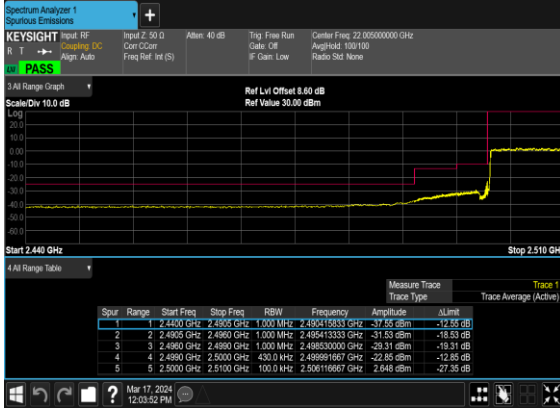 Spectrum Analyzer 1
Spurious Emissions
KEYSIGHT Input: RF Input Z: 50 Ω Atten: 40 dB Trig: Free Run Center Freq: 22.005000000 GHz
R T Coupling: DC Corr CCorr Gate: Off Avg|Hold: 100/100
Align: Auto Freq Ref: Int (S) IF Gain: Low Radio Std: None
PASS
3 All Range Graph
Ref Lvl Offset 8.60 dB
Scale/Div 10.0 dB Ref Value 30.00 dBm
Log
20.0
10.0
0.00
-10.0
-20.0
-30.0
-40.0
-50.0
-60.0
Start 2.440 GHz Stop 2.510 GH
4 All Range Table
Measure Trace Trace 1
Trace Type Trace Average (Active)
Spur Range Start Freq Stop Freq RBW Frequency Amplitude ΔLimit
1 1 2.4400 GHz 2.4905 GHz 1.000 MHz 2.490415833 GHz -37.55 dBm -12.55 dB
2 2 2.4905 GHz 2.4960 GHz 1.000 MHz 2.495413333 GHz -31.53 dBm -18.53 dB
3 3 2.4960 GHz 2.4990 GHz 1.000 MHz 2.498530000 GHz -29.31 dBm -19.31 dB
4 4 2.4990 GHz 2.5000 GHz 430.0 kHz 2.499991667 GHz -22.85 dBm -12.85 dB
5 5 2.5000 GHz 2.5100 GHz 100.0 kHz 2.506116667 GHz 2.648 dBm -27.35 dB
? Mar 17, 2024
12:03:52 PM